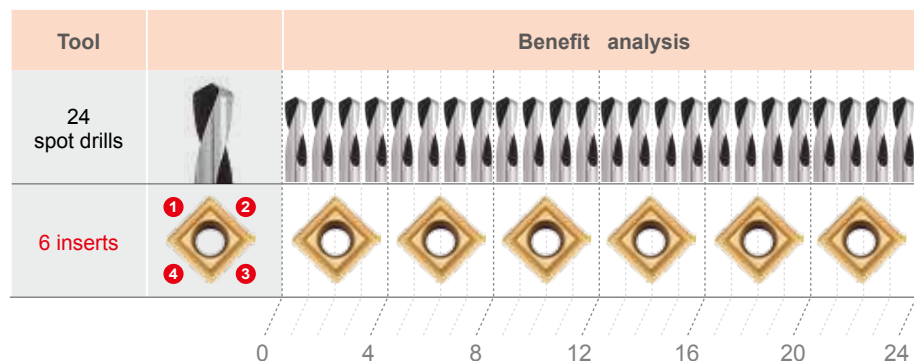 Tool
Benefit analysis
24
spot drills
6 inserts
1
2
4
3
0 4 8 12 16 20 24